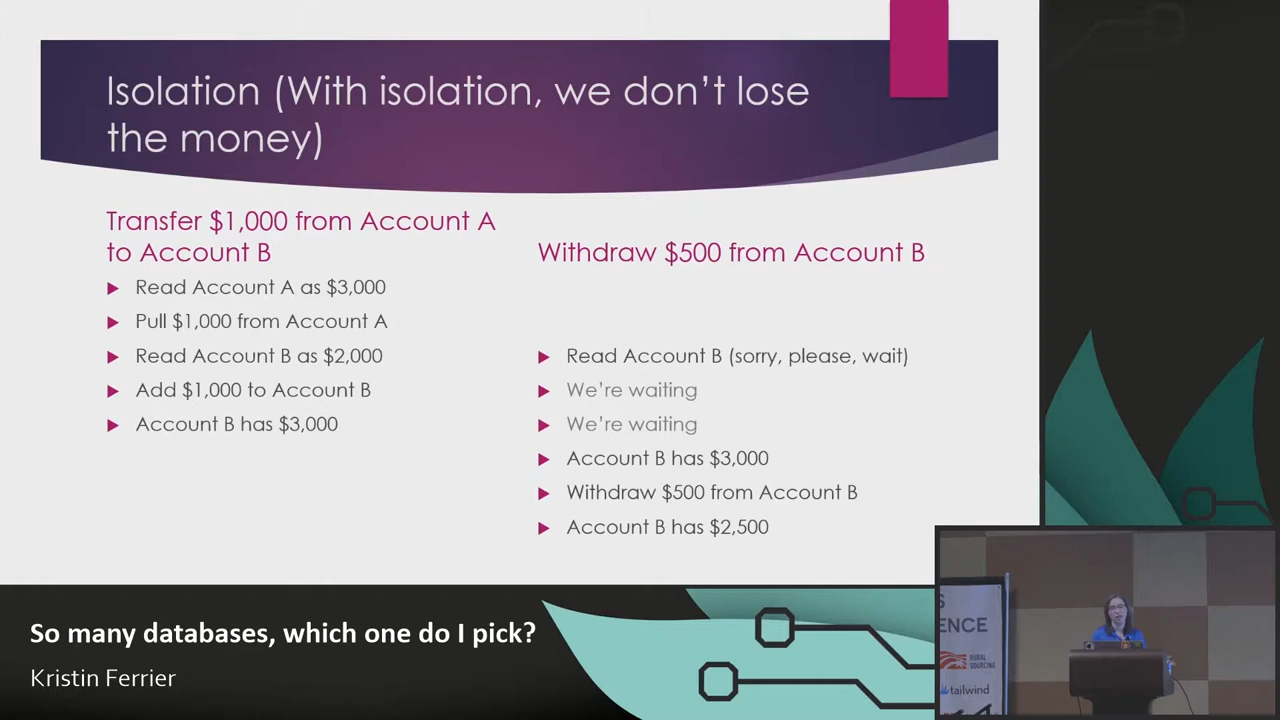 Isolation (With isolation, we don't lose
the money)
Transfer $1,000 from Account A
to Account B
Read Account A as $3,000
Pull $1,000 from Account A
Read Account B as $2,000
Add $1,000 to Account B
Account B has $3,000
Withdraw $500 from Account B
Read Account B (sorry, please, wait)
We're waiting
We're waiting
Account B has $3,000
Withdraw $500 from Account B
Account B has $2,500
So many databases, which one do I pick?
Kristin Ferrier
S
ENCE
RURAL
SOURCING
tailwind